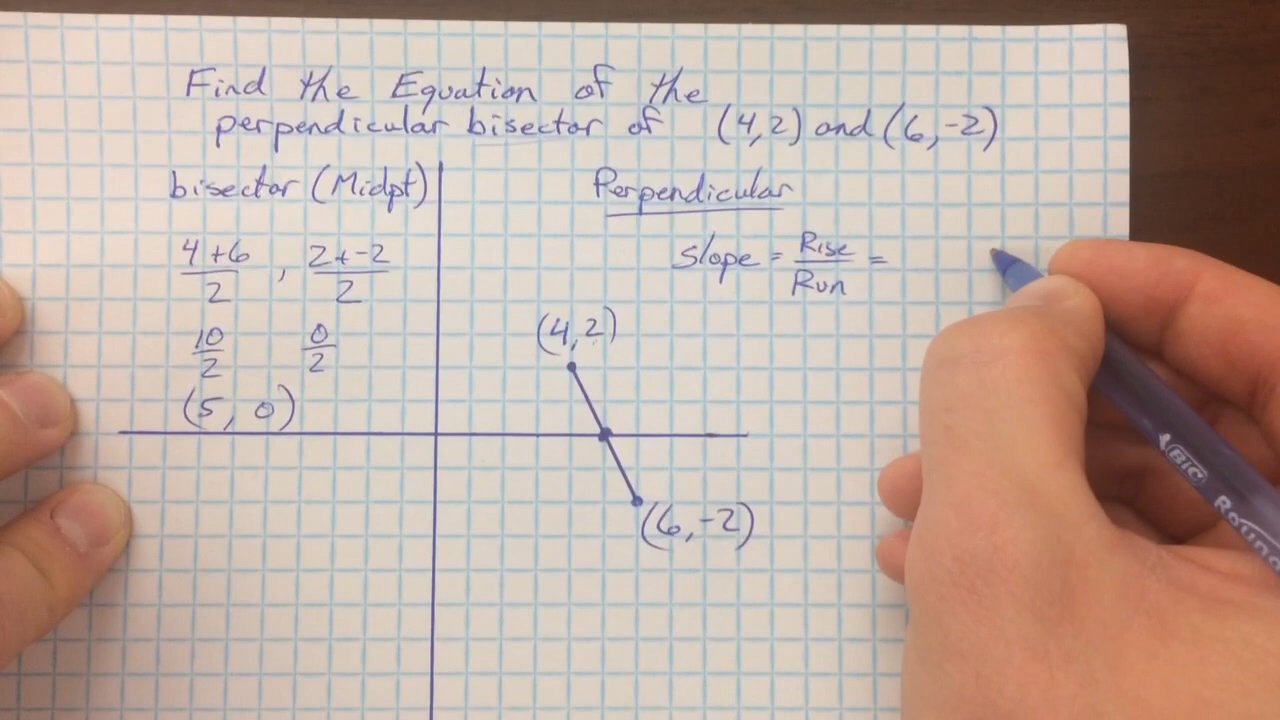 Find the Equation of the
perpendicular bisector of (4,2) and (6,-2)
bisector (Midpt)
4+6/2 , 2+-2/2
10/2 0/2
(5, 0)
Perpendicular
Slope = Rise/Run =
(4,2)
(6,-2)
BIC
Round